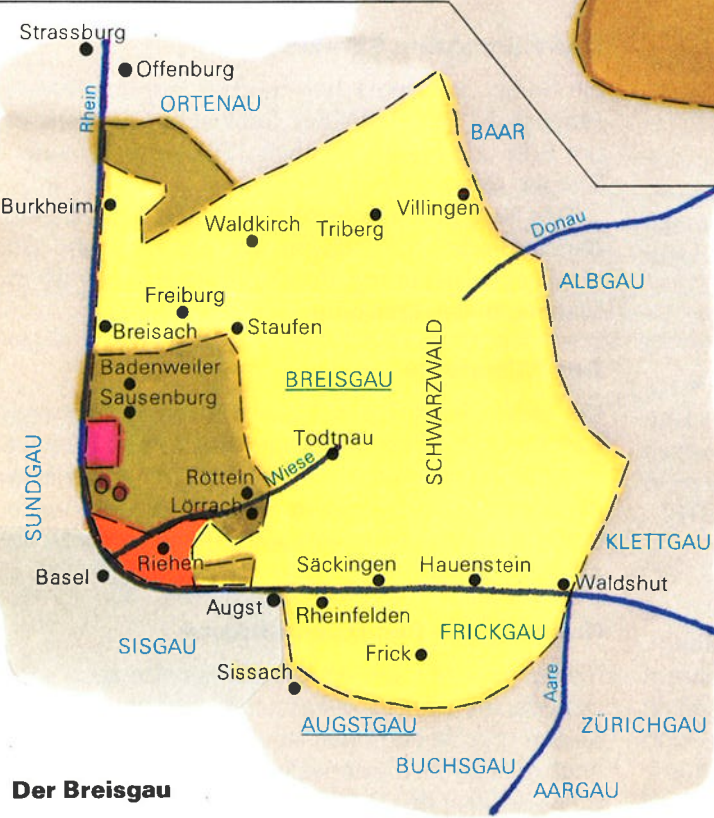 Strassburg
Offenburg
Rhein
ORTENAU
BAAR
Burkheim
Villingen
Waldkirch
Triberg
Donau
ALBGAU
Freiburg
Breisach
Staufen
SCHWARZWALD
Badenweiler
BREISGAU
Sausenburg
SUNDGAU
Todtnau
Wiese
Rötteln
Lörrach
KLETTGAU
Riehen
Säckingen
Hauenstein
Basel
Waldshut
Augst
Rheinfelden
FRICKGAU
SISGAU
Frick
Sissach
Aare
AUGSTGAU
ZÜRICHGAU
BUCHSGAU
Der Breisgau
AARGAU